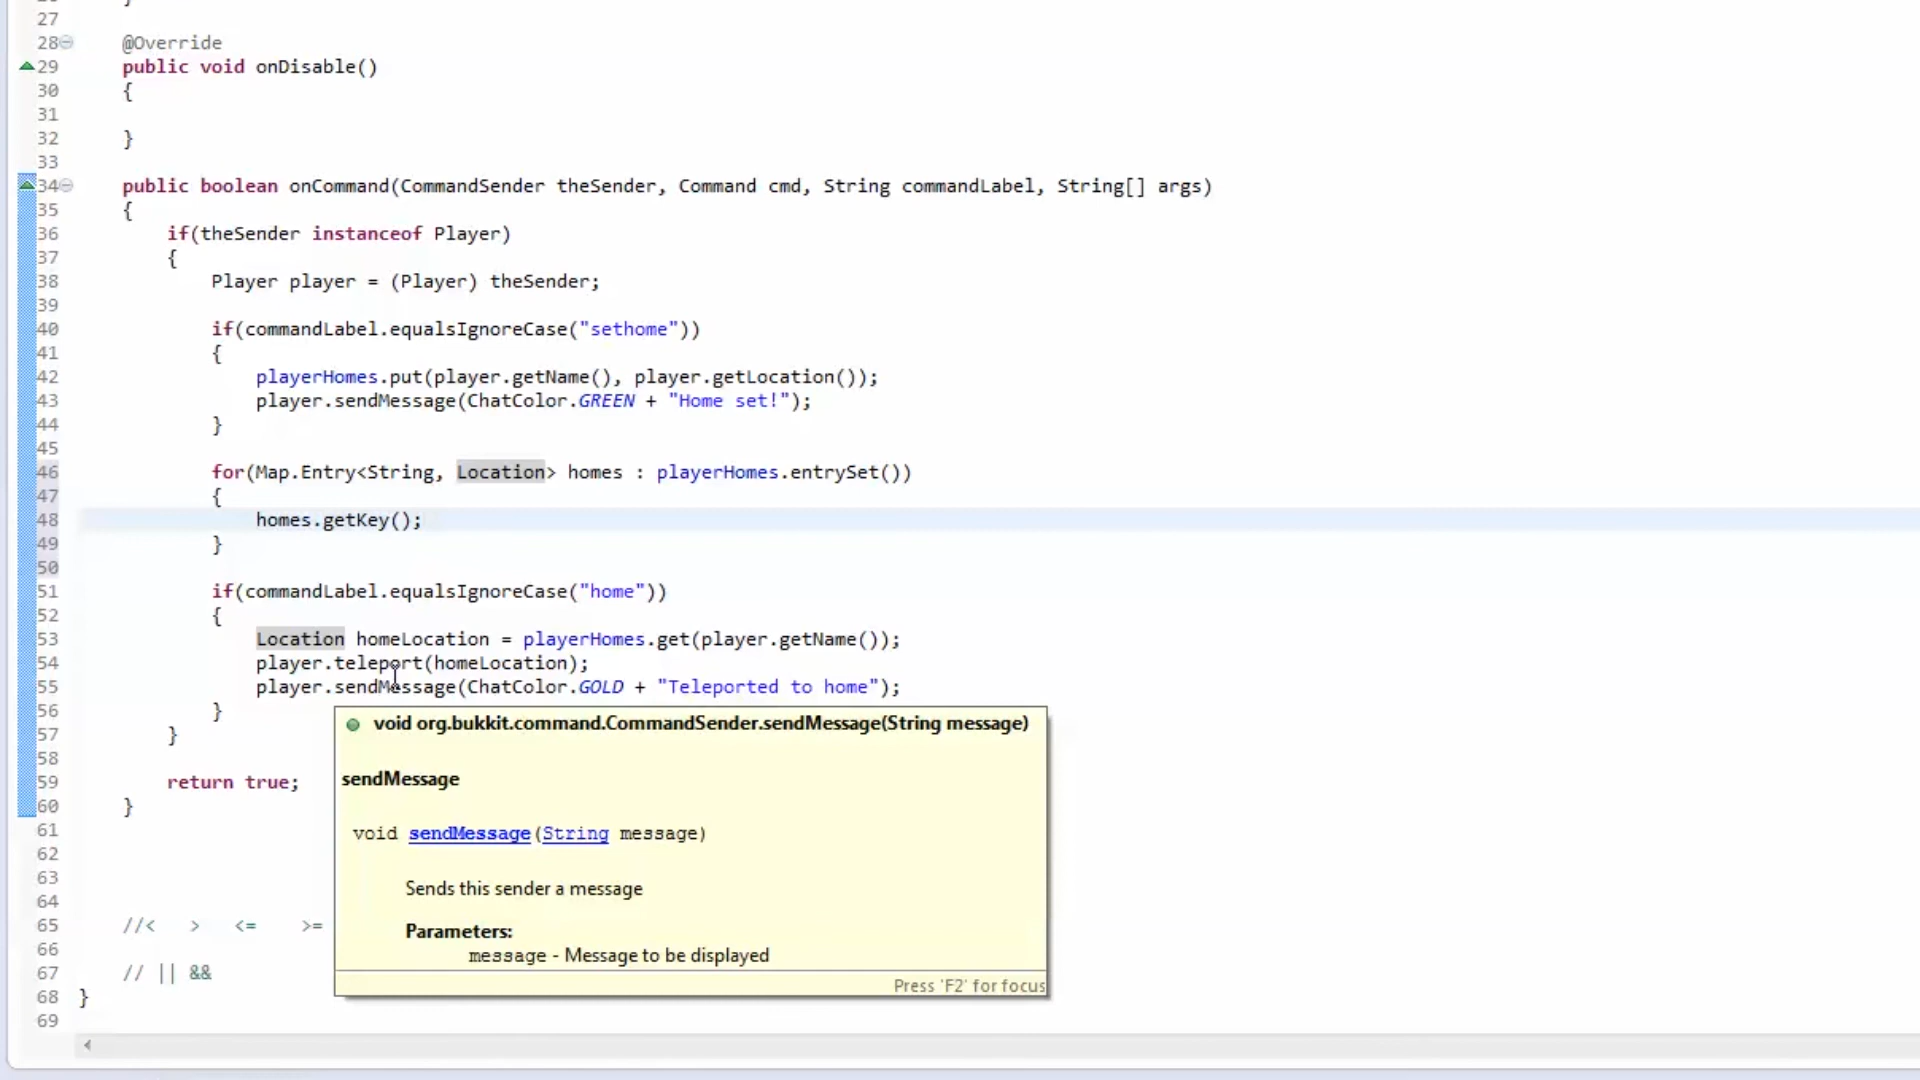 27
28 @Override
29 public void onDisable()
30 {
31
32 }
33
34 public boolean onCommand(CommandSender theSender, Command cmd, String commandLabel, String[] args)
35 {
36 if(theSender instanceof Player)
37 {
38 Player player = (Player) theSender;
39
40 if(commandLabel.equalsIgnoreCase("sethome"))
41 {
42 playerHomes.put(player.getName(), player.getLocation());
43 player.sendMessage(ChatColor.GREEN + "Home set!");
44 }
45
46 for(Map.Entry<String, Location> homes : playerHomes.entrySet())
47 {
48 homes.getKey();
49 }
50
51 if(commandLabel.equalsIgnoreCase("home"))
52 {
53 Location homeLocation = playerHomes.get(player.getName());
54 player.teleport(homeLocation);
55 player.sendMessage(ChatColor.GOLD + "Teleported to home");
56 }
57 }
58
59 return true;
60 }
61
62
63
64
65 //< > <= >=
66
67 // || &&
68 }
69
void org.bukkit.command.CommandSender.sendMessage(String message)
sendMessage
void sendMessage(String message)
Sends this sender a message
Parameters:
message - Message to be displayed
Press 'F2' for focus